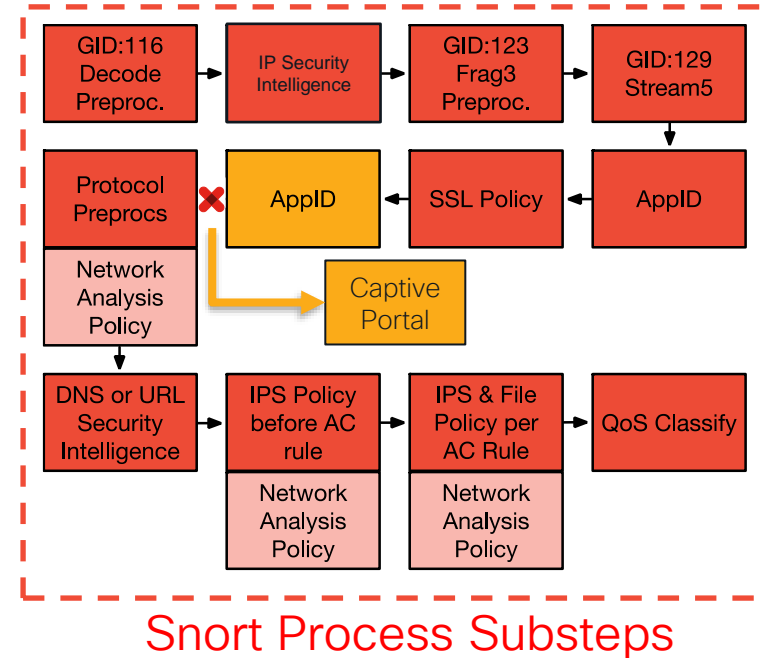 GID:116
Decode
Preproc.
IP Security
Intelligence
GID:123
Frag3
Preproc.
GID:129
Stream5
Protocol
Preprocs
AppID
SSL Policy
AppID
Network
Analysis
Policy
Captive
Portal
DNS or URL
Security
Intelligence
IPS Policy
before AC
rule
IPS & File
Policy per
AC Rule
QoS Classify
Network
Analysis
Policy
Network
Analysis
Policy
Snort Process Substeps